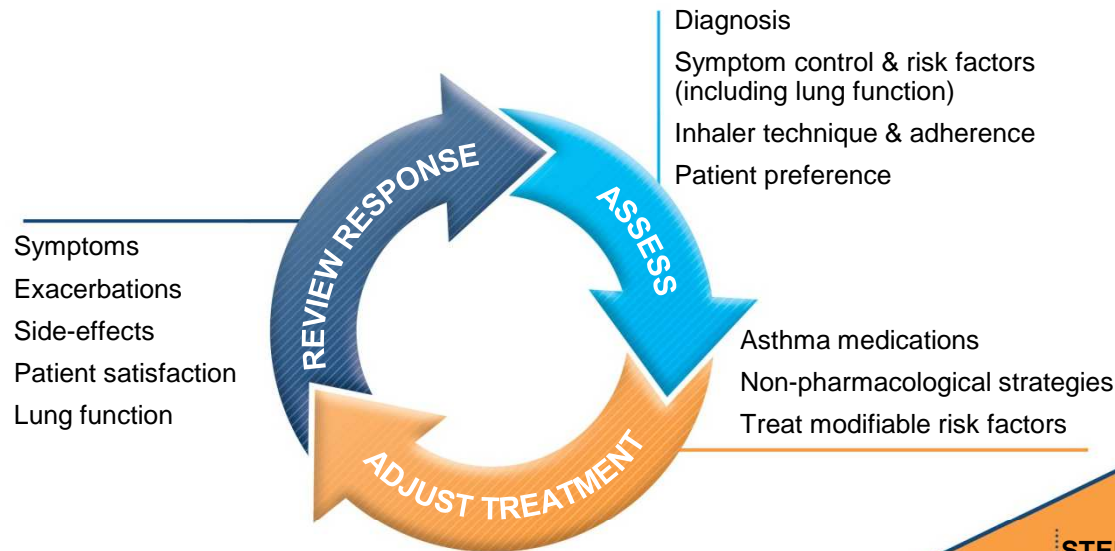 Diagnosis
Symptom control & risk factors
(including lung function)
Inhaler technique & adherence
Patient preference
REVIEW RESPONSE
ASSESS
Symptoms
Exacerbations
Side-effects
Patient satisfaction
Lung function
Asthma medications
Non-pharmacological strategies
Treat modifiable risk factors
ADJUST TREATMENT